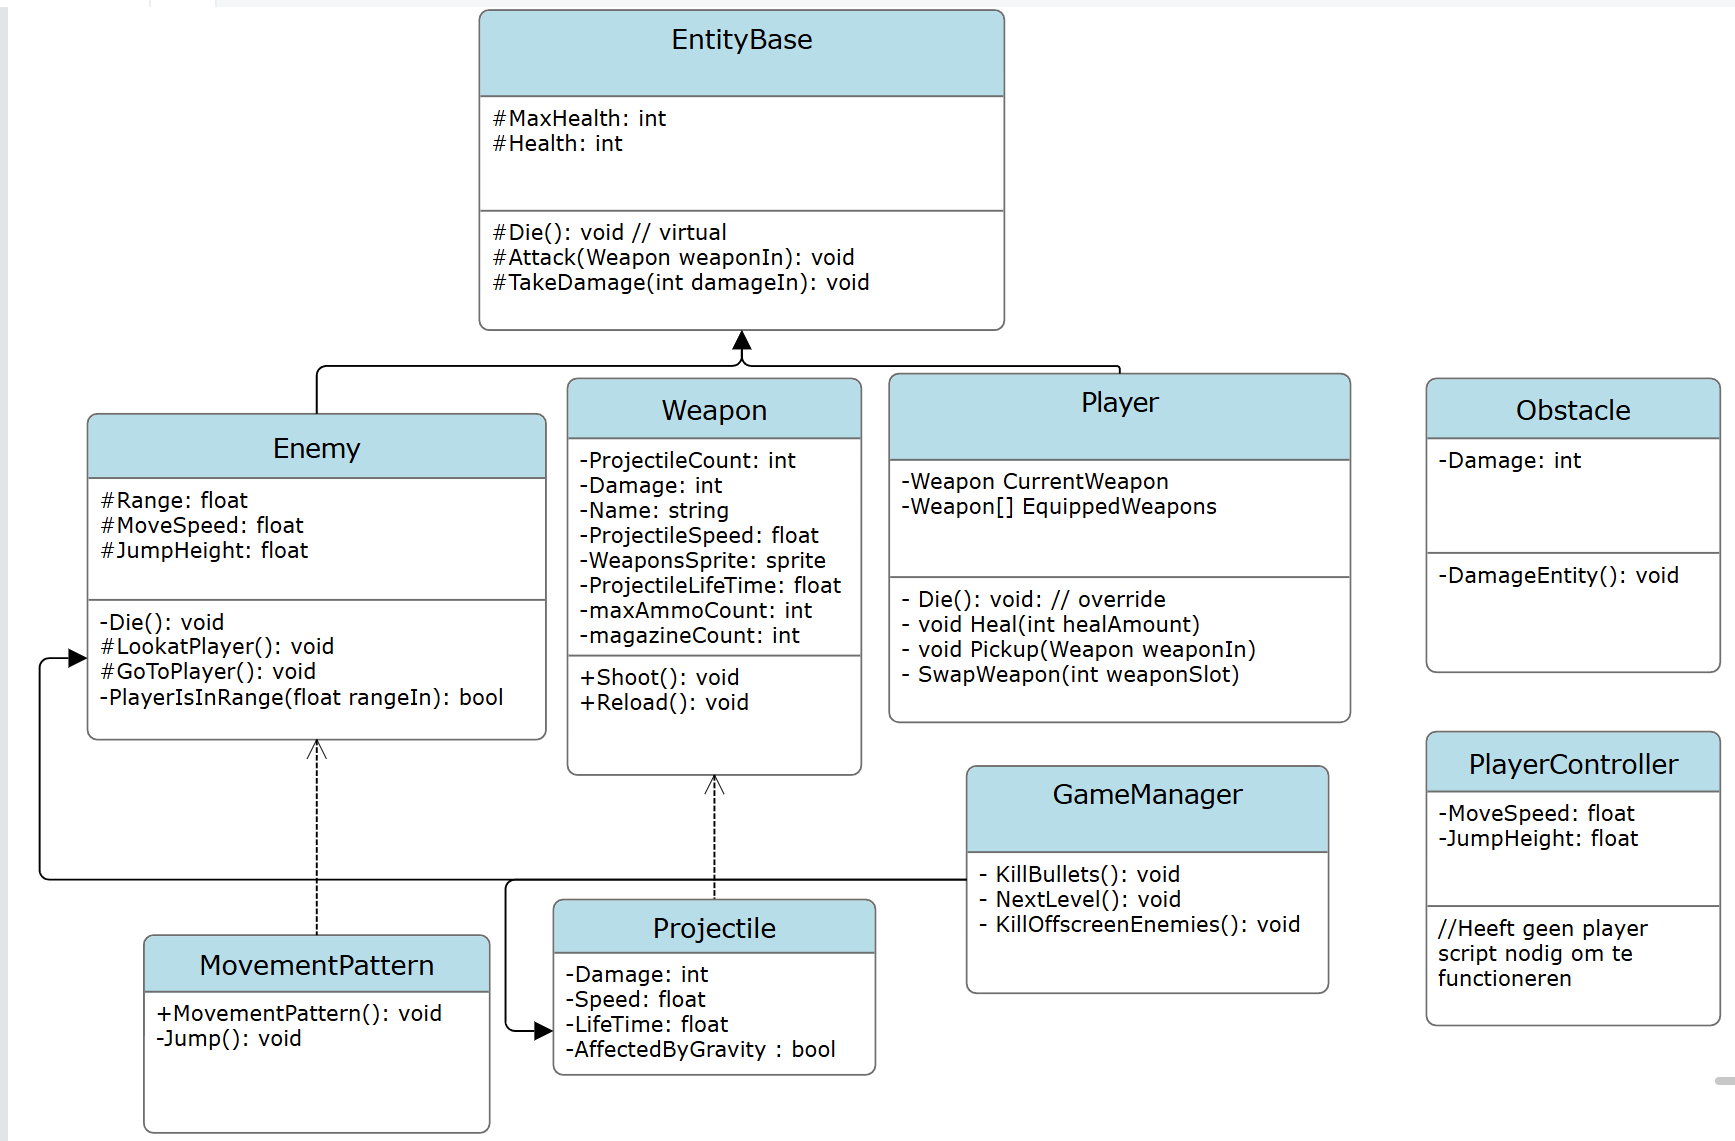 EntityBase
#MaxHealth: int
#Health: int
#Die(): void // virtual
#Attack(Weapon weaponIn): void
#TakeDamage(int damageIn): void
Enemy
#Range: float
#MoveSpeed: float
#JumpHeight: float
-Die(): void
#LookatPlayer(): void
#GoToPlayer(): void
-PlayerIsInRange(float rangeIn): bool
Weapon
-ProjectileCount: int
-Damage: int
-Name: string
-ProjectileSpeed: float
-WeaponsSprite: sprite
-ProjectileLifeTime: float
-maxAmmoCount: int
-magazineCount: int
+Shoot(): void
+Reload(): void
Player
-Weapon CurrentWeapon
-Weapon[] EquippedWeapons
- Die(): void: // override
- void Heal(int healAmount)
- void Pickup(Weapon weaponIn)
- SwapWeapon(int weaponSlot)
Obstacle
-Damage: int
-DamageEntity(): void
PlayerController
-MoveSpeed: float
-JumpHeight: float
//Heeft geen player
script nodig om te
functioneren
GameManager
- KillBullets(): void
- NextLevel(): void
- KillOffscreenEnemies(): void
Projectile
-Damage: int
-Speed: float
-LifeTime: float
-AffectedByGravity : bool
MovementPattern
+MovementPattern(): void
-Jump(): void